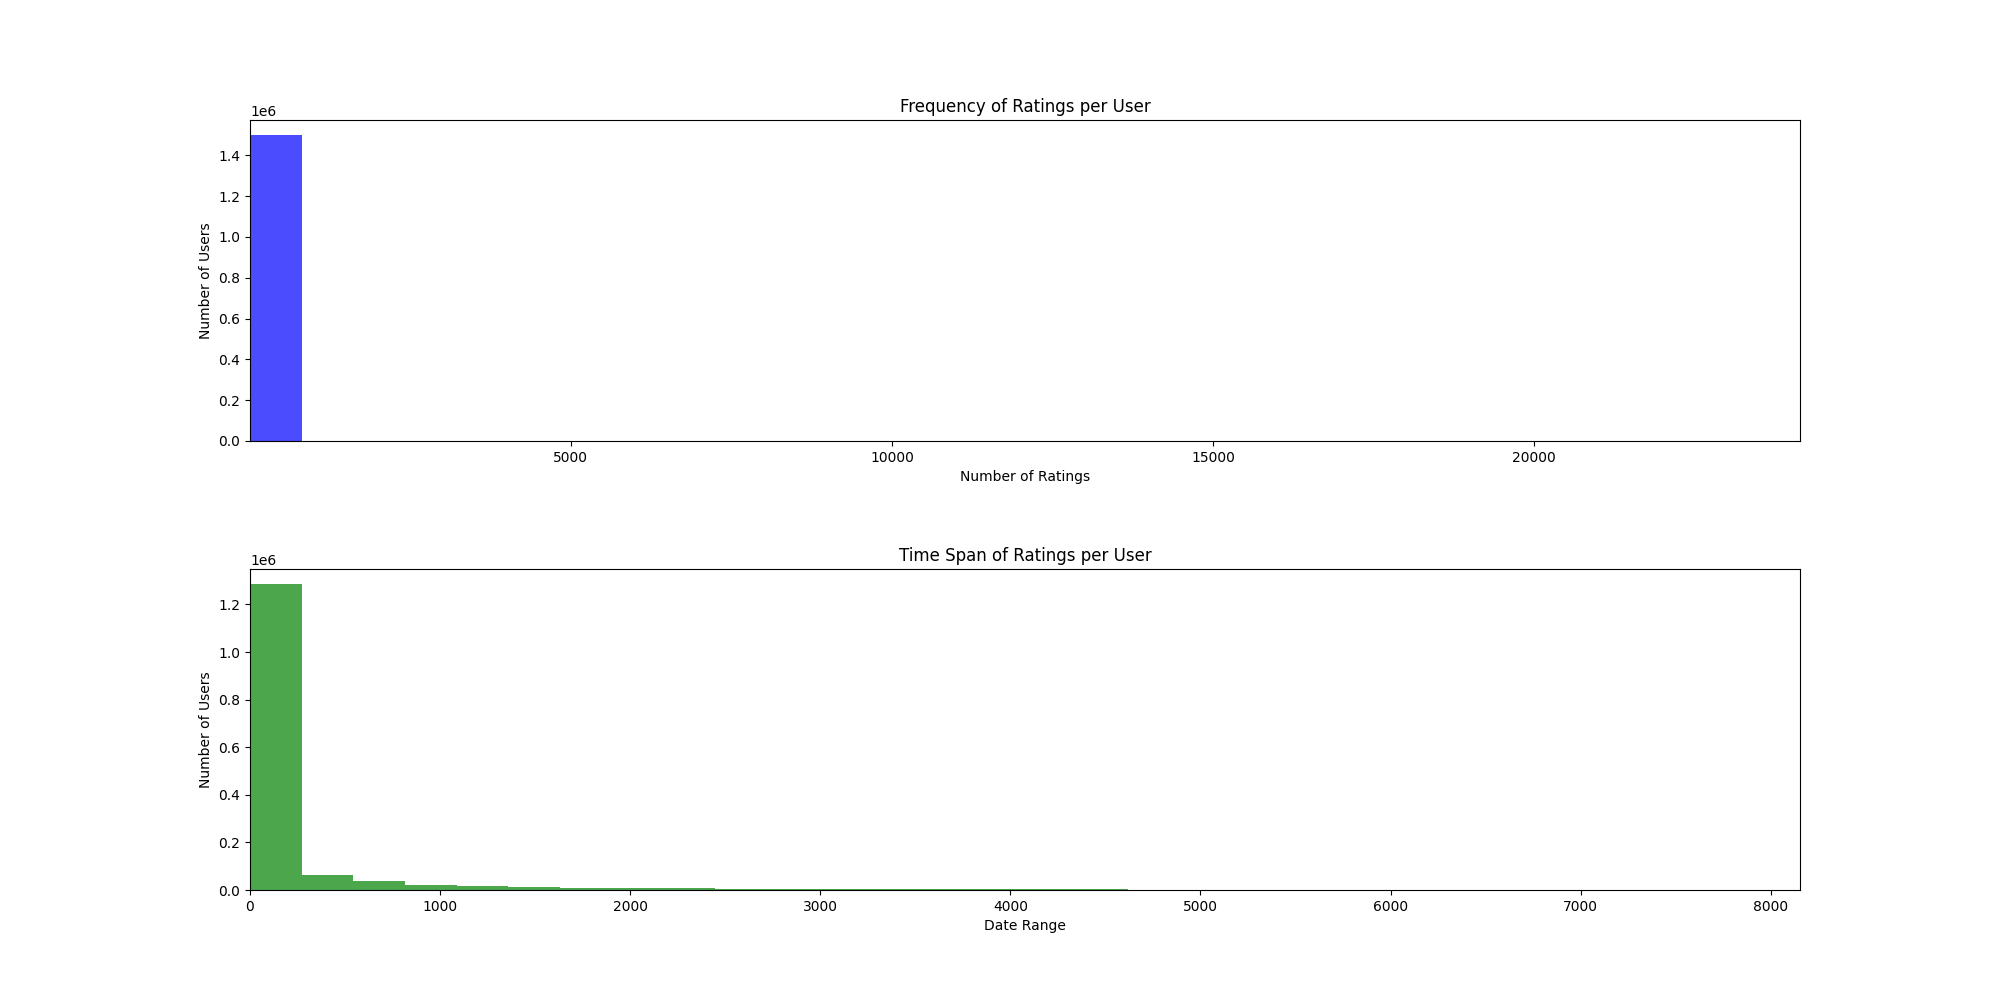 Frequency of Ratings per User
1e6
1.4
1.2
1.0
0.8
0.6
0.4
0.2
0.0
Number of Users
5000 10000 15000 20000
Number of Ratings
Time Span of Ratings per User
1e6
1.2
1.0
0.8
0.6
0.4
0.2
0.0
Number of Users
0 1000 2000 3000 4000 5000 6000 7000 8000
Date Range